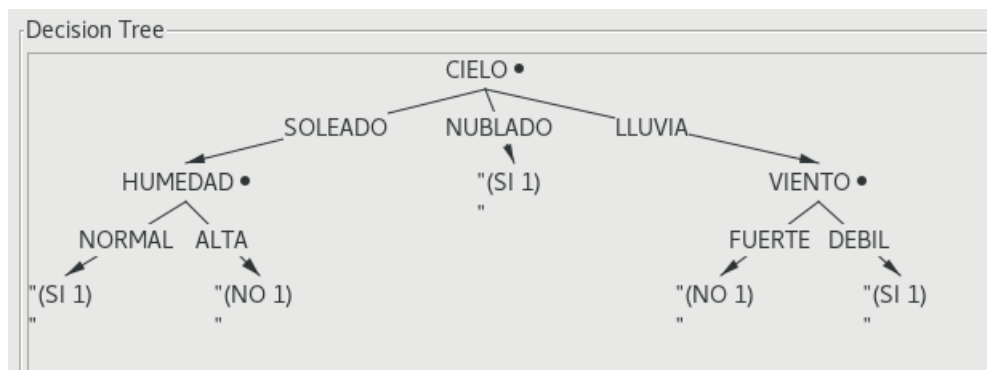 Decision Tree
CIELO •
SOLEADO NUBLADO LLUVIA
HUMEDAD • "(SI 1) VIENTO •
"
NORMAL ALTA FUERTE DEBIL
"(SI 1) "(NO 1) "(NO 1) "(SI 1)
" " " "